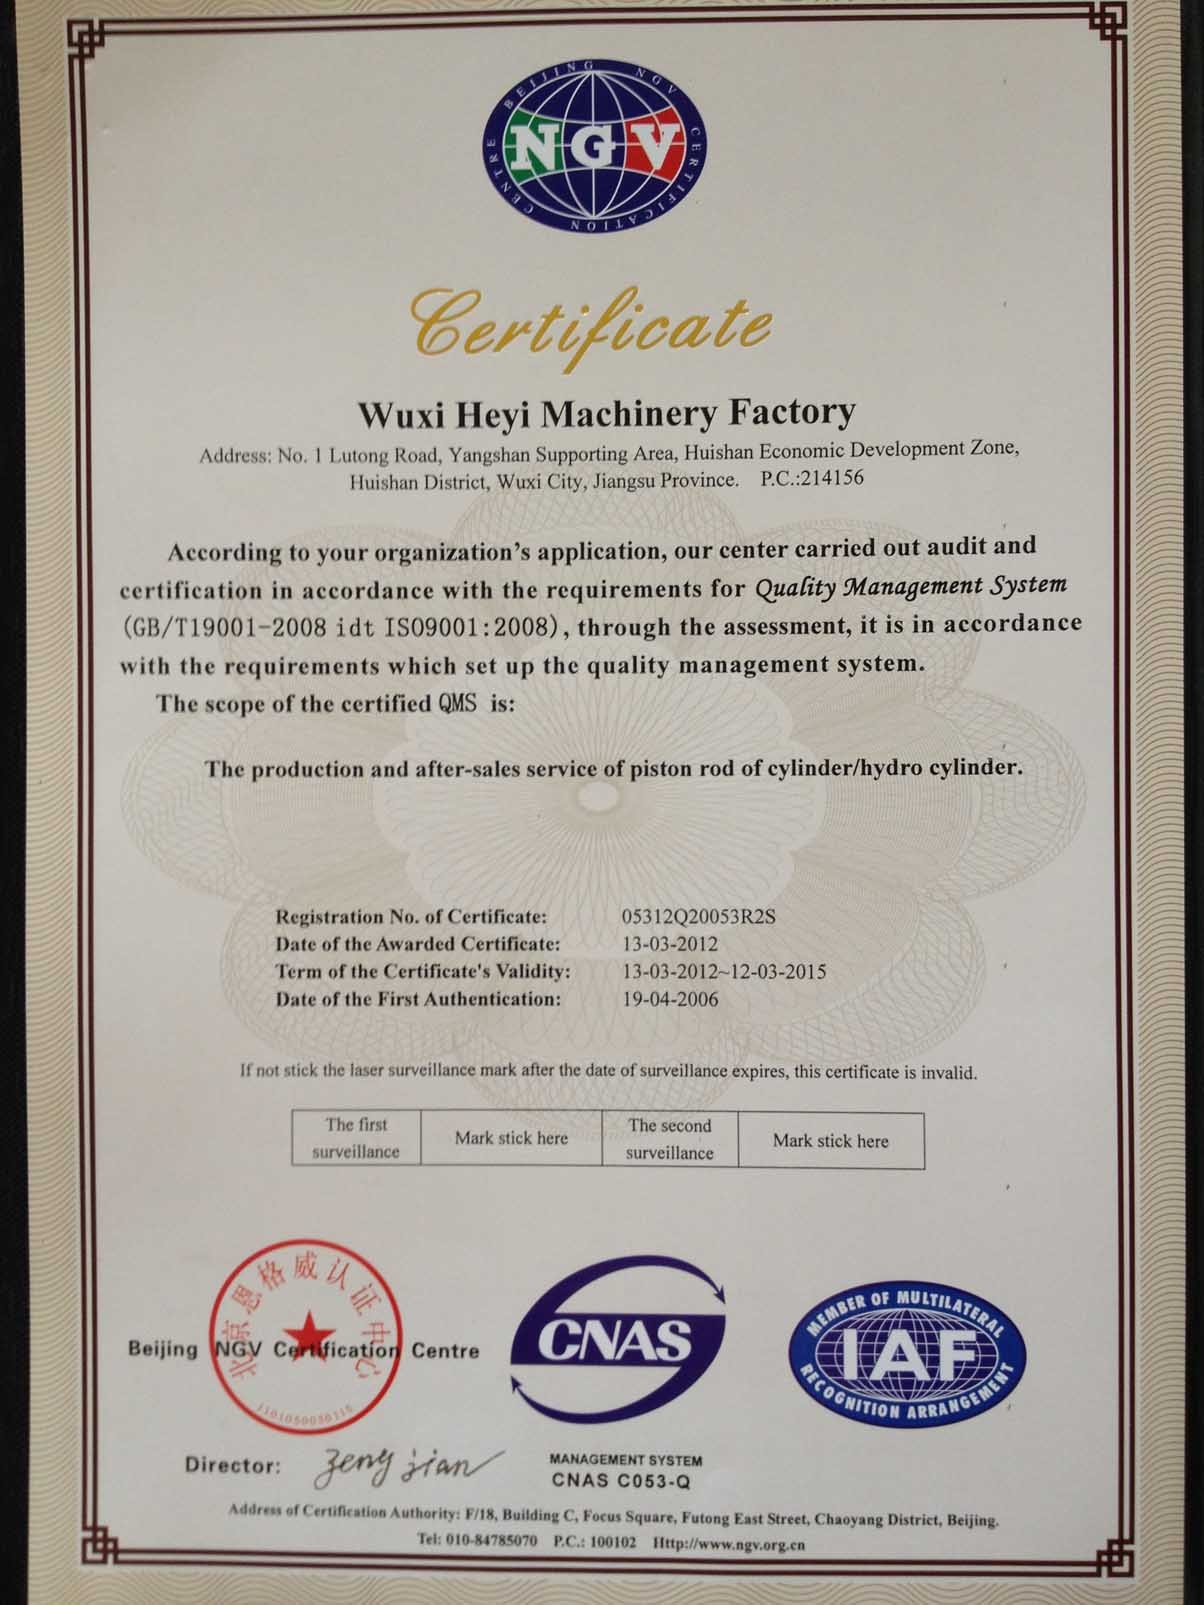 BEIJING NGV CERTIFICATION CENTRE
NGV
Certificate
Wuxi Heyi Machinery Factory
Address: No. 1 Lutong Road, Yangshan Supporting Area, Huishan Economic Development Zone,
Huishan District, Wuxi City, Jiangsu Province. P.C.:214156
According to your organization's application, our center carried out audit and
certification in accordance with the requirements for Quality Management System
(GB/T19001-2008 idt ISO9001:2008), through the assessment, it is in accordance
with the requirements which set up the quality management system.
The scope of the certified QMS is:
The production and after-sales service of piston rod of cylinder/hydro cylinder.
Registration No. of Certificate: 05312Q20053R2S
Date of the Awarded Certificate: 13-03-2012
Term of the Certificate's Validity: 13-03-2012~12-03-2015
Date of the First Authentication: 19-04-2006
If not stick the laser surveillance mark after the date of surveillance expires, this certificate is invalid.
The first surveillance
Mark stick here
The second surveillance
Mark stick here
北京恩格威认证中心
Beijing NGV Certification Centre
CNAS
MEMBER OF MULTILATERAL
IAF
RECOGNITION ARRANGEMENT
Director: Zeng Jian
MANAGEMENT SYSTEM
CNAS C053-Q
Address of Certification Authority: F/18, Building C, Focus Square, Futong East Street, Chaoyang District, Beijing.
Tel: 010-84785070 P.C.: 100102 Http://www.ngv.org.cn